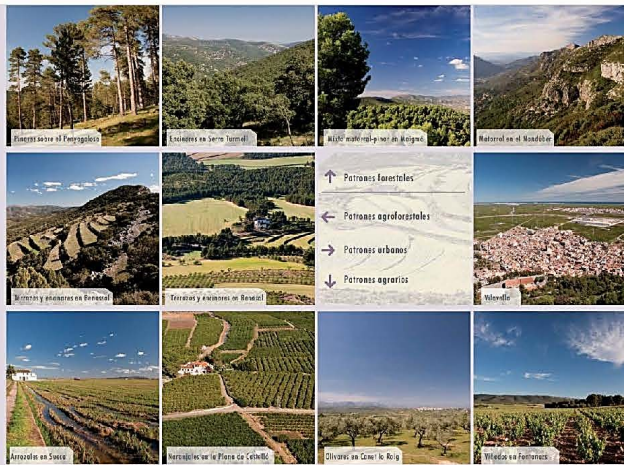 Pinares sobre el Penyagolosa
Encinares en Serra Turmell
Mixto matorral-pinar en Maigmó
Matorral en el Mondúber
Terrazas y encinares en Benassal
Terrazas y encinares en Benasal
↑ Patrones forestales
← Patrones agroforestales
→ Patrones urbanos
↓ Patrones agrarios
Vilavella
Arrozales en Sueca
Naranjales en la Plana de Castelló
Olivares en Canet lo Roig
Viñedos en Fontanars